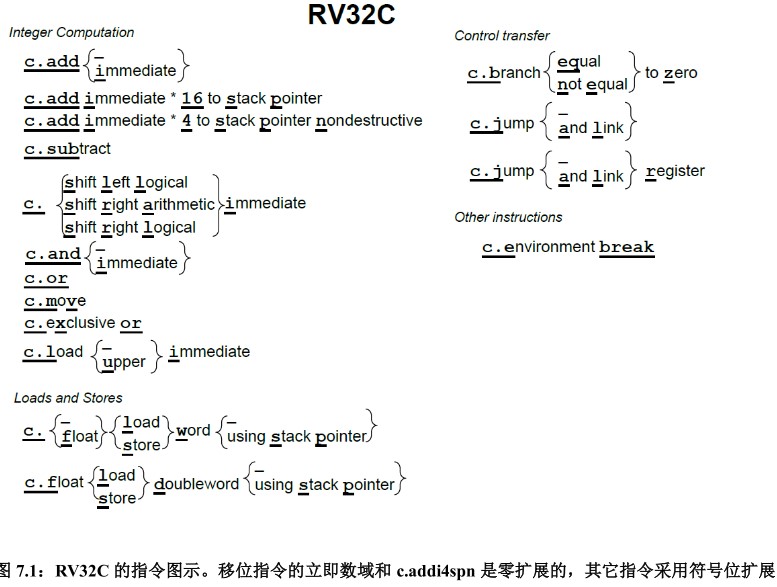 RV32C
Integer Computation
c.add { _
immediate }
c.add immediate * 16 to stack pointer
c.add immediate * 4 to stack pointer nondestructive
c.subtract
shift left logical
c. { shift right arithmetic } immediate
shift right logical
c.and { _
immediate }
c.or
c.move
c.exclusive or
c.load { _
upper } immediate
Loads and Stores
c. { _
float } { load
store } word { _
using stack pointer }
c.float { load
store } doubleword { _
using stack pointer }
Control transfer
c.branch { equal
not equal } to zero
c.jump { _
and link }
c.jump { _
and link } register
Other instructions
c.environment break
图 7.1：RV32C 的指令图示。移位指令的立即数域和 c.addi4spn 是零扩展的，其它指令采用符号位扩展